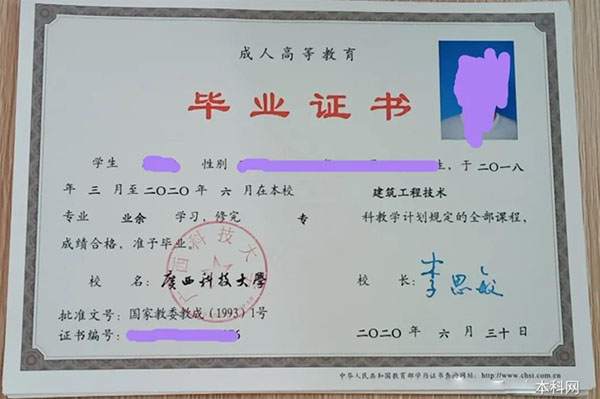 成人高等教育
毕业证书
学生 性别 生，于二〇一八
年 三 月至二〇二〇年 六 月在本校 建筑工程技术
专业 业余 学习，修完 专 科教学计划规定的全部课程，
成绩合格，准予毕业。
校 名：广西科技大學 校 长：李思敏
批准文号：国家教委教成（1993）1号
证书编号： 6 二〇二〇 年 六 月 三十 日
广西科技大
中华人民共和国教育部学历证书查询网址：http://www.chsi.com.cn
本科网